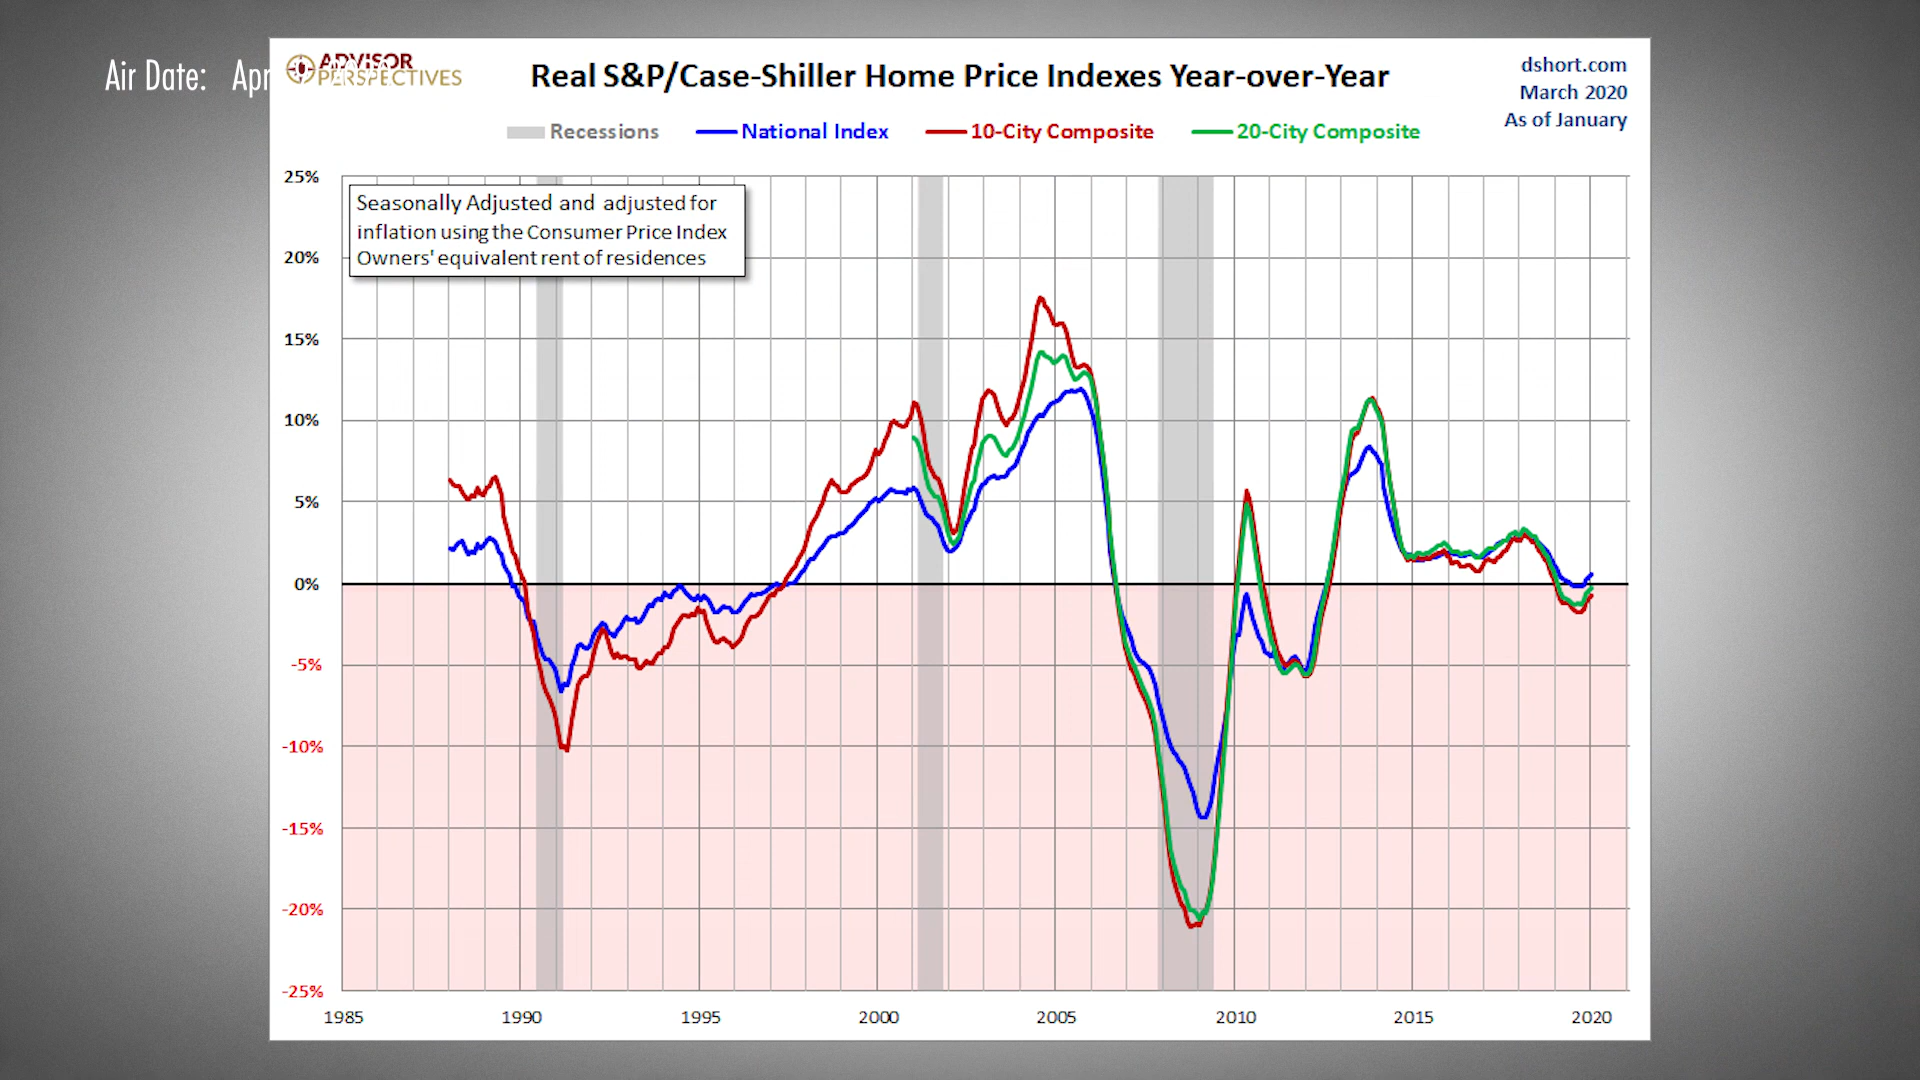 Air Date: Apr
ADVISOR
PERSPECTIVES
Real S&P/Case-Shiller Home Price Indexes Year-over-Year
dshort.com
March 2020
As of January
Recessions National Index 10-City Composite 20-City Composite
Seasonally Adjusted and adjusted for
inflation using the Consumer Price Index
Owners' equivalent rent of residences
25%
20%
15%
10%
5%
0%
-5%
-10%
-15%
-20%
-25%
1985 1990 1995 2000 2005 2010 2015 2020